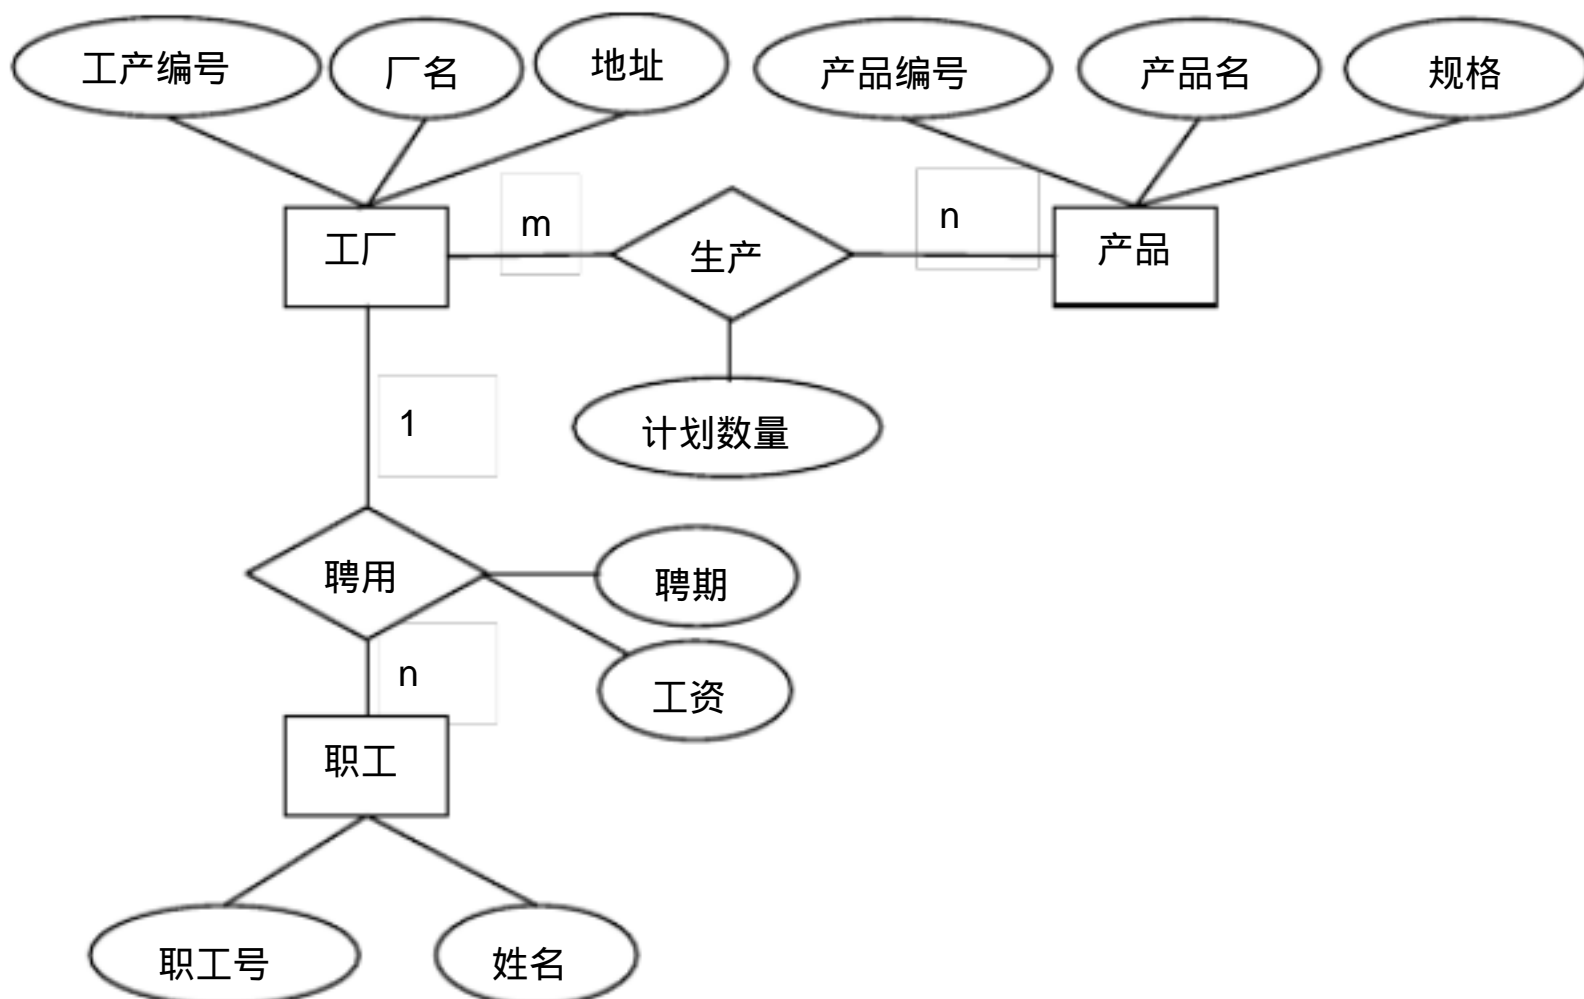 工产编号
厂名
地址
产品编号
产品名
规格
工厂
m
生产
n
产品
计划数量
1
聘用
聘期
工资
n
职工
职工号
姓名